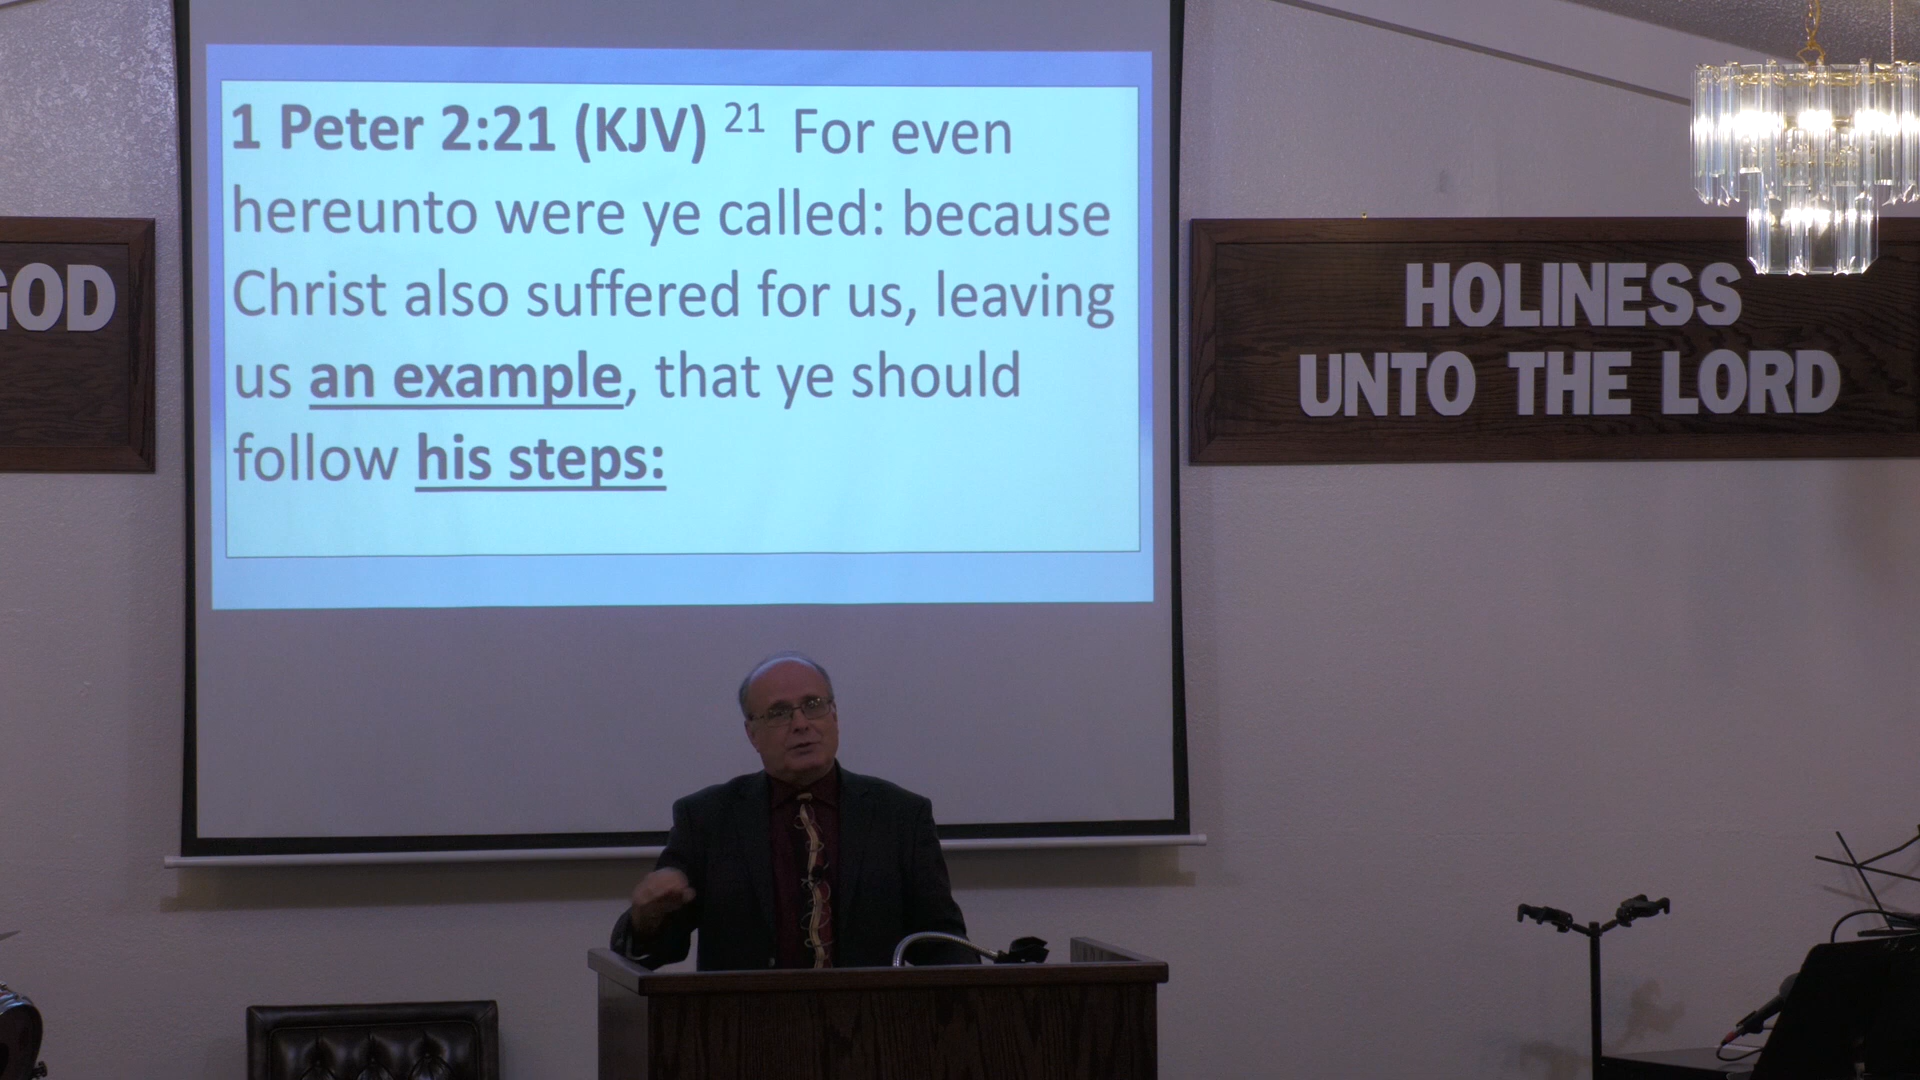 1 Peter 2:21 (KJV) 21 For even
hereunto were ye called: because
Christ also suffered for us, leaving
us an example, that ye should
follow his steps:
GOD
HOLINESS
UNTO THE LORD